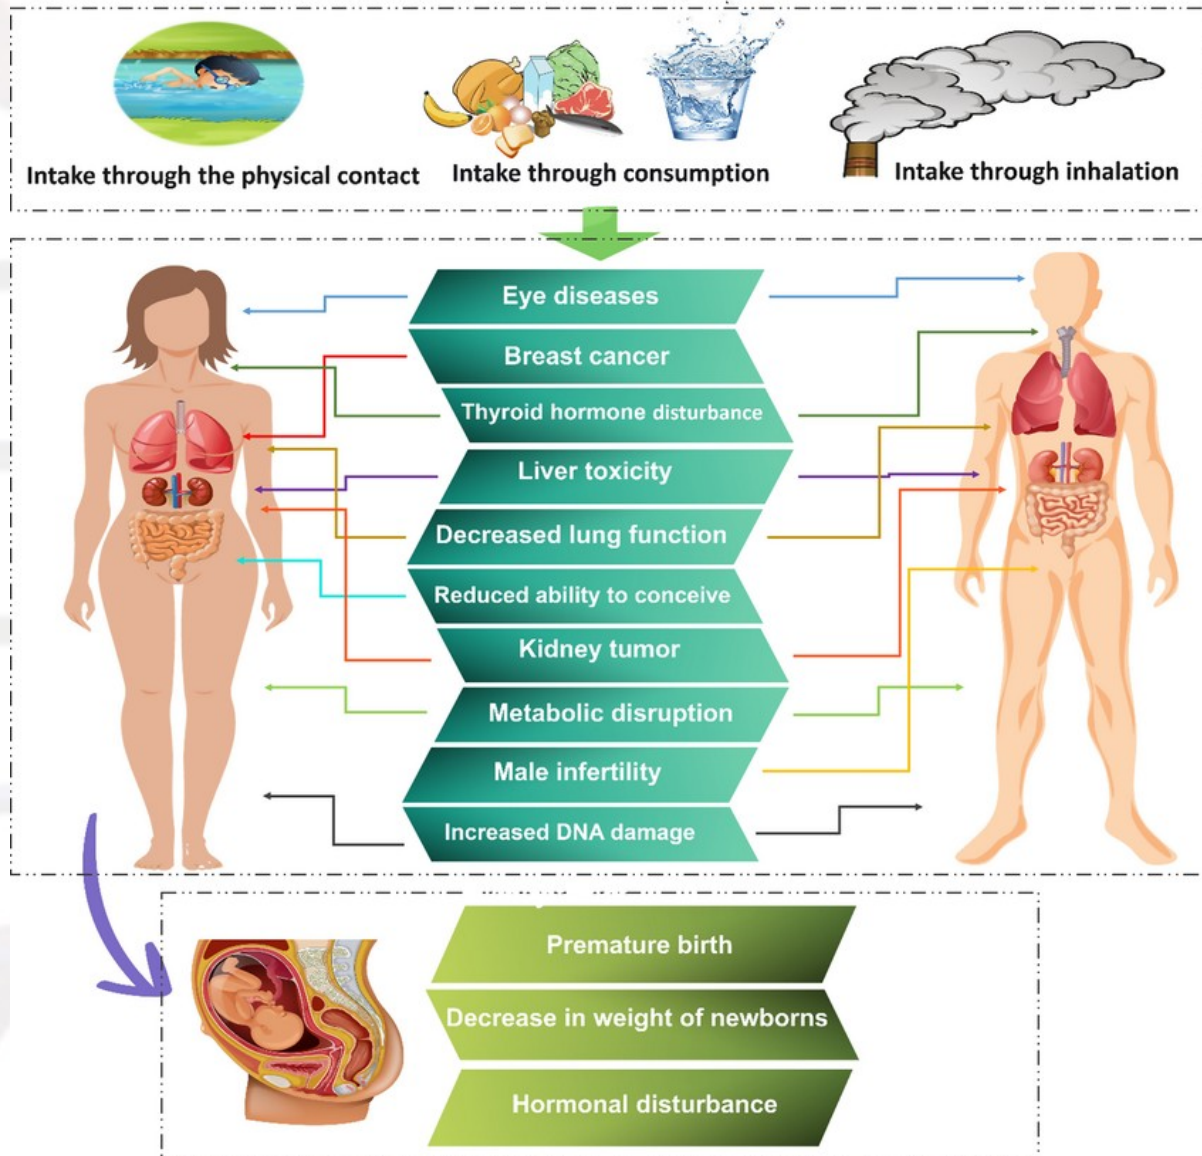 Intake through the physical contact
Intake through consumption
Intake through inhalation
Eye diseases
Breast cancer
Thyroid hormone disturbance
Liver toxicity
Decreased lung function
Reduced ability to conceive
Kidney tumor
Metabolic disruption
Male infertility
Increased DNA damage
Premature birth
Decrease in weight of newborns
Hormonal disturbance